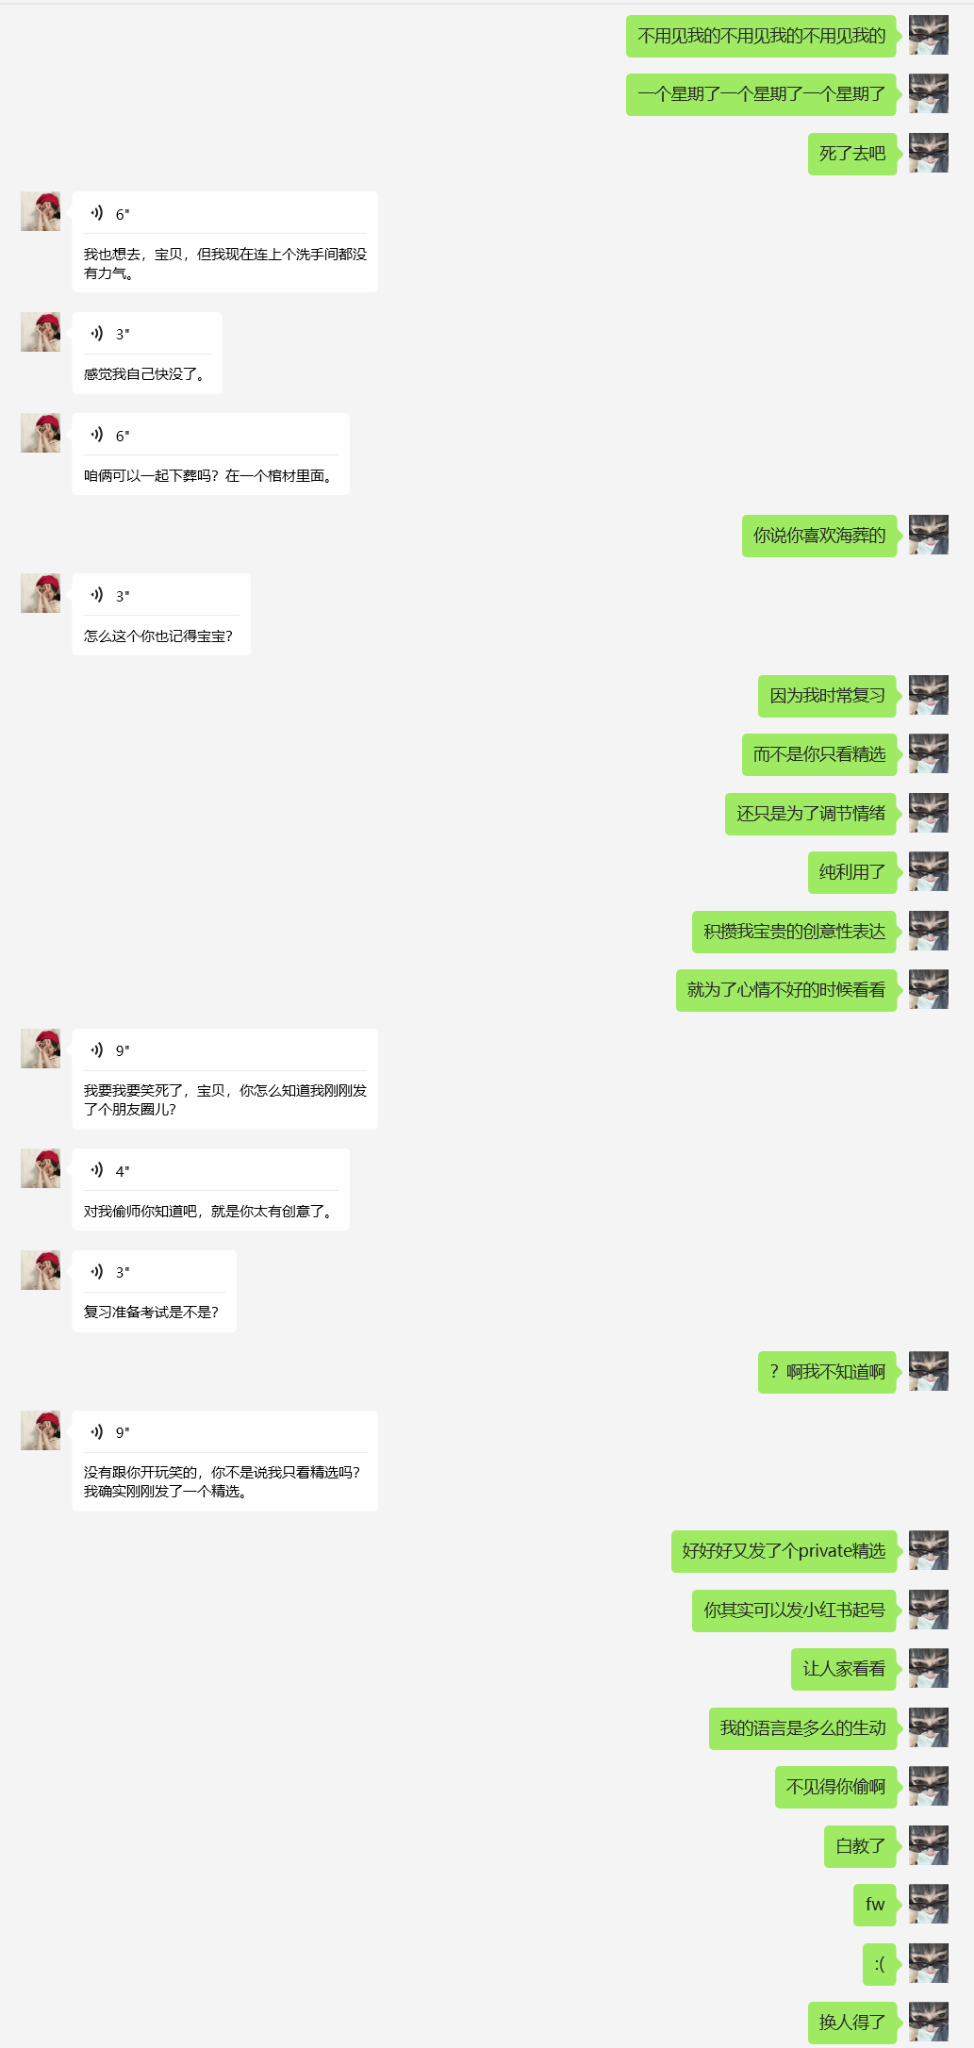 不用见我的不用见我的不用见我的
一个星期了一个星期了一个星期了
死了去吧
6"
我也想去，宝贝，但我现在连上个洗手间都没
有力气。
3"
感觉我自己快没了。
6"
咱俩可以一起下葬吗？在一个棺材里面。
你说你喜欢海葬的
3"
怎么这个你也记得宝宝？
因为我时常复习
而不是你只看精选
还只是为了调节情绪
纯利用了
积攒我宝贵的创意性表达
就为了心情不好的时候看看
9"
我要我要笑死了，宝贝，你怎么知道我刚刚发
了个朋友圈儿？
4"
对我偷师你知道吧，就是你太有创意了。
3"
复习准备考试是不是？
？啊我不知道啊
9"
没有跟你开玩笑的，你不是说我只看精选吗？
我确实刚刚发了一个精选。
好好好又发了个private精选
你其实可以发小红书起号
让人家看看
我的语言是多么的生动
不见得你偷啊
白教了
fw
:(
换人得了